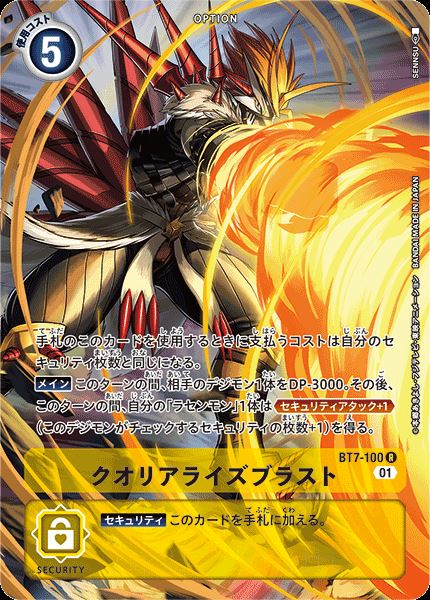 使用コスト
5
OPTION
SENNSU
BANDAI MADE IN JAPAN
©本郷あきよし・フジテレビ・東映アニメーション
手札のこのカードを使用するときに支払うコストは自分のセ
キュリティ枚数と同じになる。
メイン このターンの間、相手のデジモン1体をDP-3000。その後、
このターンの間、自分の「ラセンモン」1体は セキュリティアタック+1
(このデジモンがチェックするセキュリティの枚数+1)を得る。
BT7-100 R
クオリアライズブラスト
01
セキュリティ このカードを手札に加える。
SECURITY